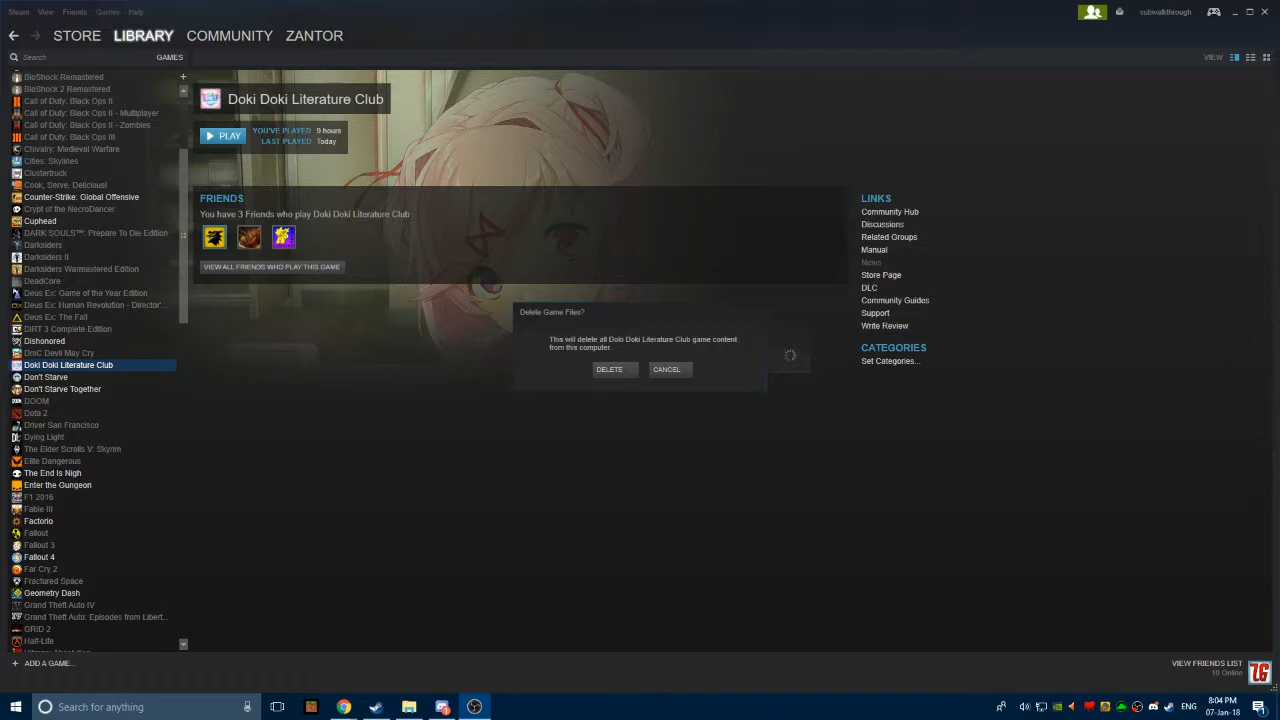 Steam View Friends Games Help
subwalkthrough
STORE LIBRARY COMMUNITY ZANTOR
Search GAMES
VIEW
BioShock Remastered
BioShock 2 Remastered
Call of Duty: Black Ops II
Call of Duty: Black Ops II - Multiplayer
Call of Duty: Black Ops II - Zombies
Call of Duty: Black Ops III
Chivalry: Medieval Warfare
Cities: Skylines
Clustertruck
Cook, Serve, Delicious!
Counter-Strike: Global Offensive
Crypt of the NecroDancer
Cuphead
DARK SOULS™: Prepare To Die Edition
Darksiders
Darksiders II
Darksiders Warmastered Edition
DeadCore
Deus Ex: Game of the Year Edition
Deus Ex: Human Revolution - Director'...
Deus Ex: The Fall
DiRT 3 Complete Edition
Dishonored
DmC Devil May Cry
Doki Doki Literature Club
Don't Starve
Don't Starve Together
DOOM
Dota 2
Driver San Francisco
Dying Light
The Elder Scrolls V: Skyrim
Elite Dangerous
The End Is Nigh
Enter the Gungeon
F1 2016
Fable III
Factorio
Fallout
Fallout 3
Fallout 4
Far Cry 2
Fractured Space
Geometry Dash
Grand Theft Auto IV
Grand Theft Auto: Episodes from Libert...
GRID 2
Half-Life
+ ADD A GAME...
Doki Doki Literature Club
PLAY
YOU'VE PLAYED 9 hours
LAST PLAYED Today
FRIENDS
You have 3 Friends who play Doki Doki Literature Club
VIEW ALL FRIENDS WHO PLAY THIS GAME
Delete Game Files?
This will delete all Doki Doki Literature Club game content
from this computer.
DELETE CANCEL
LINKS
Community Hub
Discussions
Related Groups
Manual
News
Store Page
DLC
Community Guides
Support
Write Review
CATEGORIES
Set Categories...
VIEW FRIENDS LIST
10 Online
Search for anything
ENG
8:04 PM
07-Jan-18